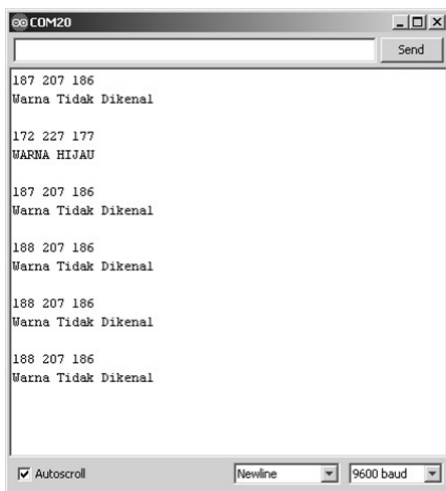 COM20
Send
187 207 186
Warna Tidak Dikenal
172 227 177
WARNA HIJAU
187 207 186
Warna Tidak Dikenal
188 207 186
Warna Tidak Dikenal
188 207 186
Warna Tidak Dikenal
188 207 186
Warna Tidak Dikenal
Autoscroll
Newline
9600 baud